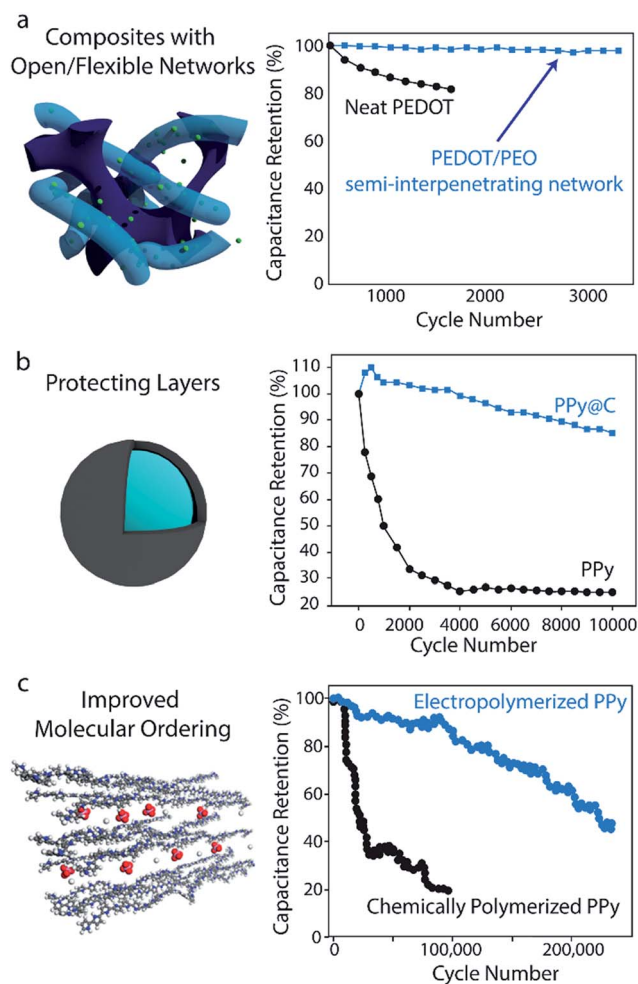 a
Composites with
Open/Flexible Networks
Capacitance Retention (%)
100
80
60
40
20
0
Neat PEDOT
PEDOT/PEO
semi-interpenetrating network
1000
2000
3000
Cycle Number
b
Protecting Layers
Capacitance Retention (%)
110
100
90
80
70
60
50
40
30
20
PPy@C
PPy
0
2000
4000
6000
8000
10000
Cycle Number
c
Improved
Molecular Ordering
Capacitance Retention (%)
100
80
60
40
20
0
Electropolymerized PPy
Chemically Polymerized PPy
0
100,000
200,000
Cycle Number